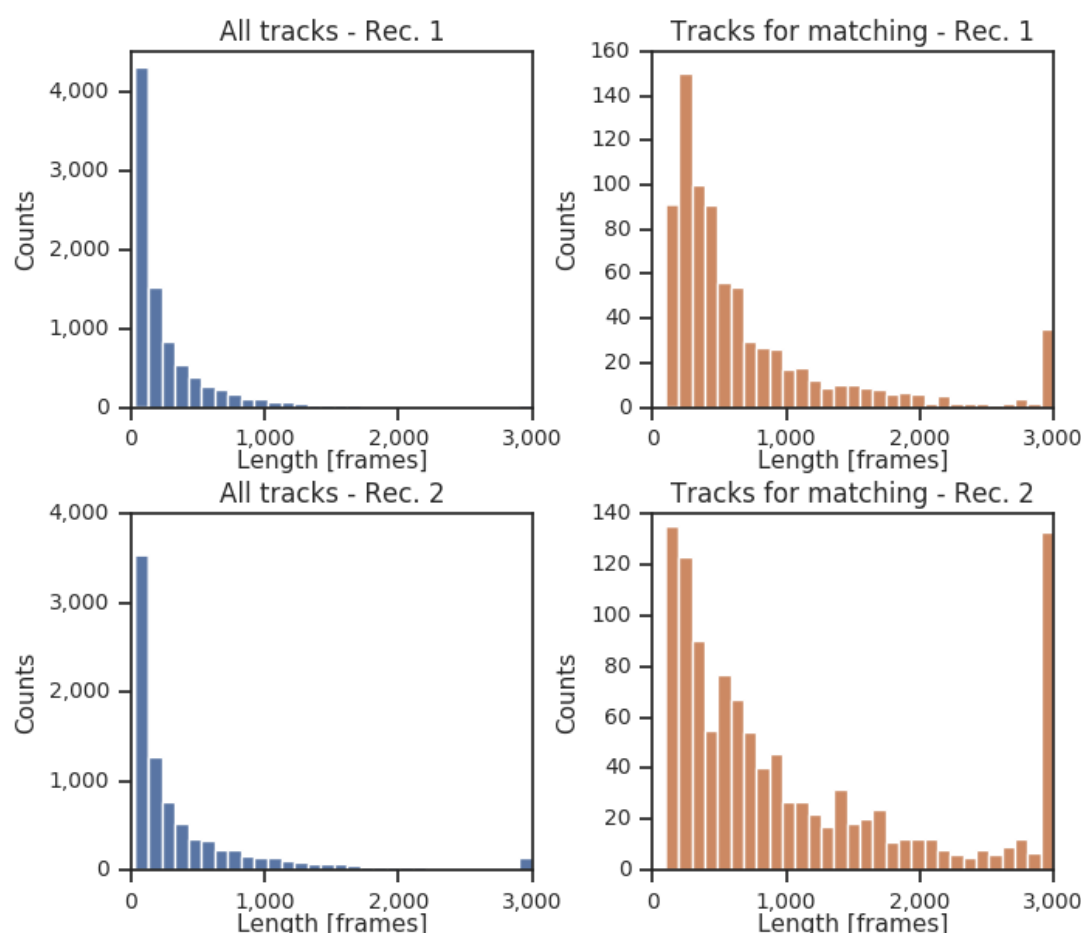 All tracks - Rec. 1
4,000
3,000
2,000
1,000
0
Counts
0 1,000 2,000 3,000
Length [frames]
Tracks for matching - Rec. 1
160
140
120
100
80
60
40
20
0
Counts
0 1,000 2,000 3,000
Length [frames]
All tracks - Rec. 2
4,000
3,000
2,000
1,000
0
Counts
0 1,000 2,000 3,000
Length [frames]
Tracks for matching - Rec. 2
140
120
100
80
60
40
20
0
Counts
0 1,000 2,000 3,000
Length [frames]